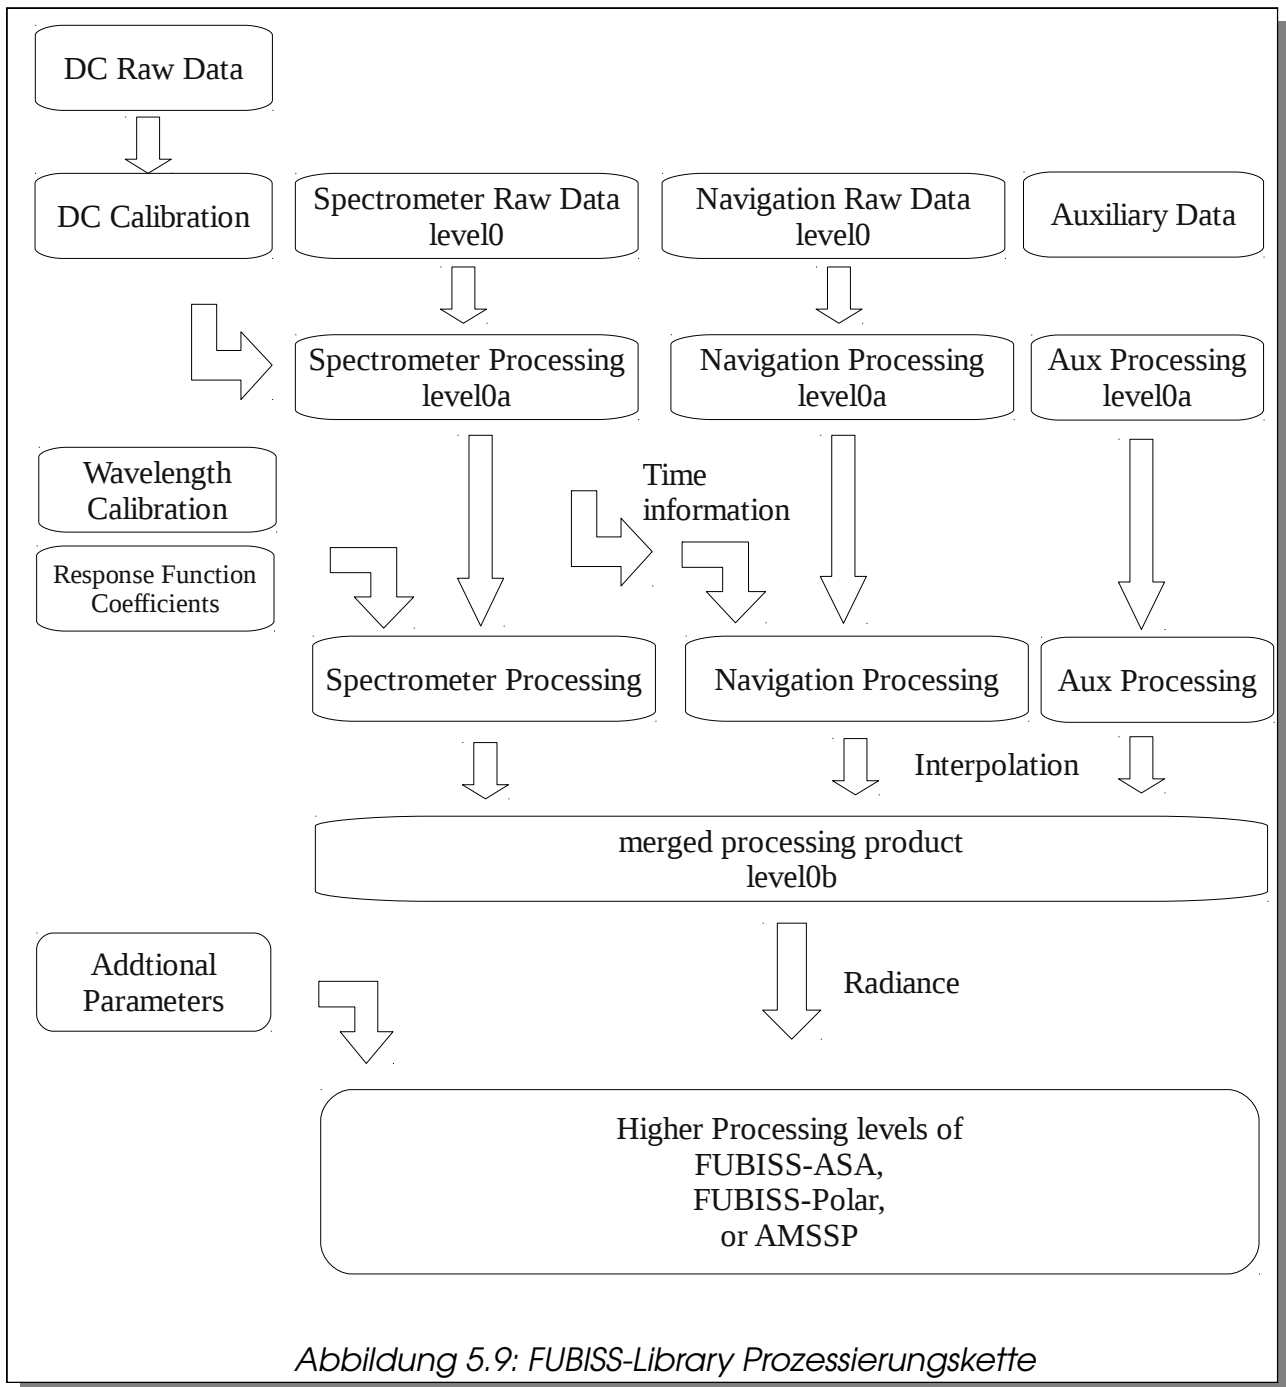 DC Raw Data
DC Calibration
Spectrometer Raw Data
level0
Navigation Raw Data
level0
Auxiliary Data
Spectrometer Processing
level0a
Navigation Processing
level0a
Aux Processing
level0a
Wavelength
Calibration
Time
information
Response Function
Coefficients
Spectrometer Processing
Navigation Processing
Aux Processing
Interpolation
merged processing product
level0b
Addtional
Parameters
Radiance
Higher Processing levels of
FUBISS-ASA,
FUBISS-Polar,
or AMSSP
Abbildung 5.9: FUBISS-Library Prozessierungskette